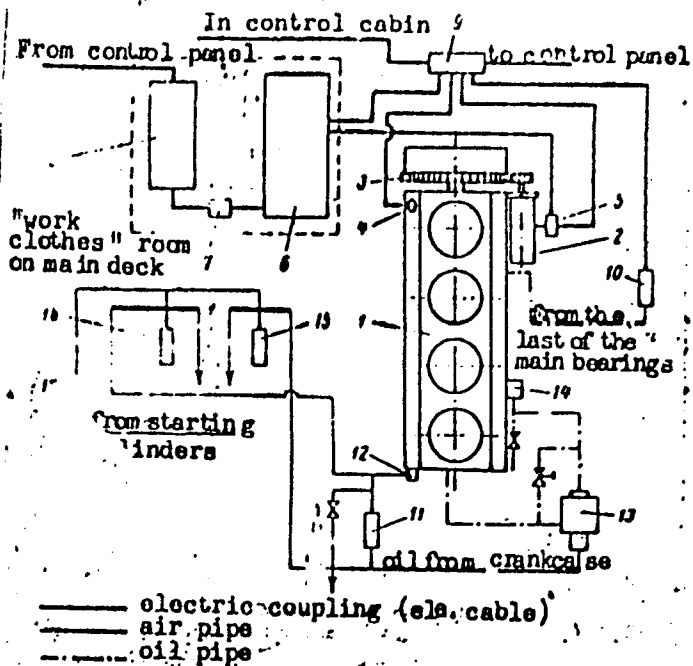 In control cabin 9
From control panel to control panel
3
5
4
"work
clothes" room
on main deck
7 6 2
10
15 1
from the
last of the
main bearings
14
from starting
linders
12
11 13
oil from crankcase
electric coupling (ele. cable)
air pipe
oil pipe